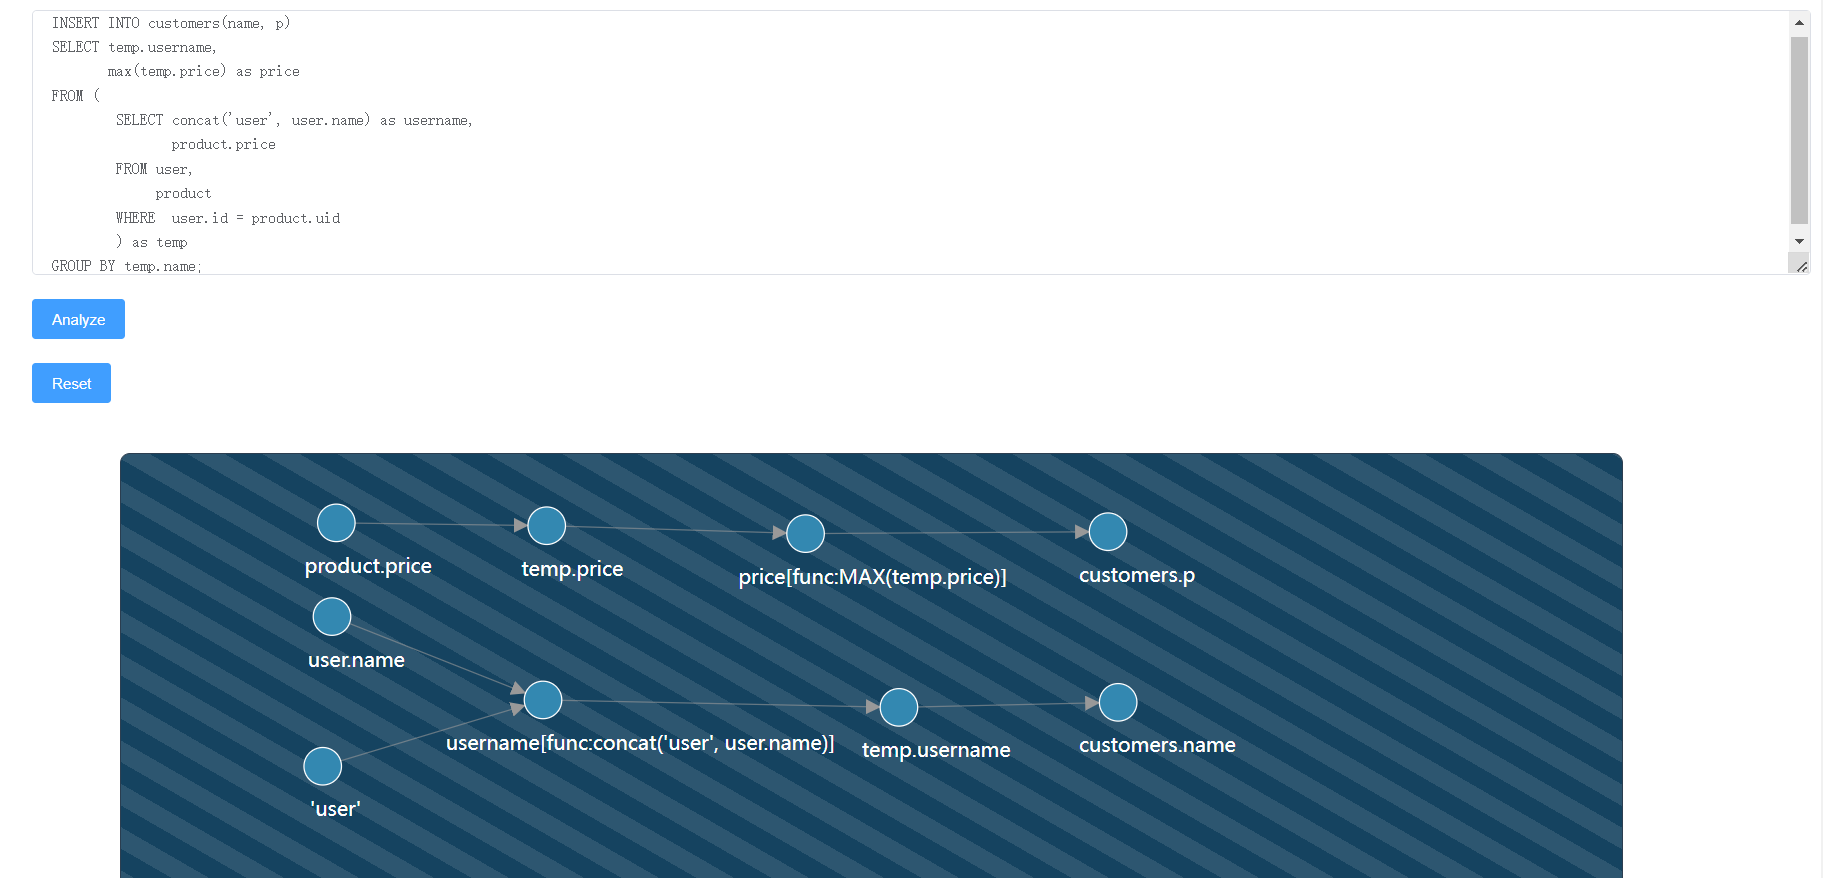 INSERT INTO customers(name, p)
SELECT temp.username,
max(temp.price) as price
FROM (
SELECT concat('user', user.name) as username,
product.price
FROM user,
product
WHERE  user.id = product.uid
) as temp
GROUP BY temp.name;
Analyze
Reset
product.price
temp.price
price[func:MAX(temp.price)]
customers.p
user.name
username[func:concat('user', user.name)]
temp.username
customers.name
'user'